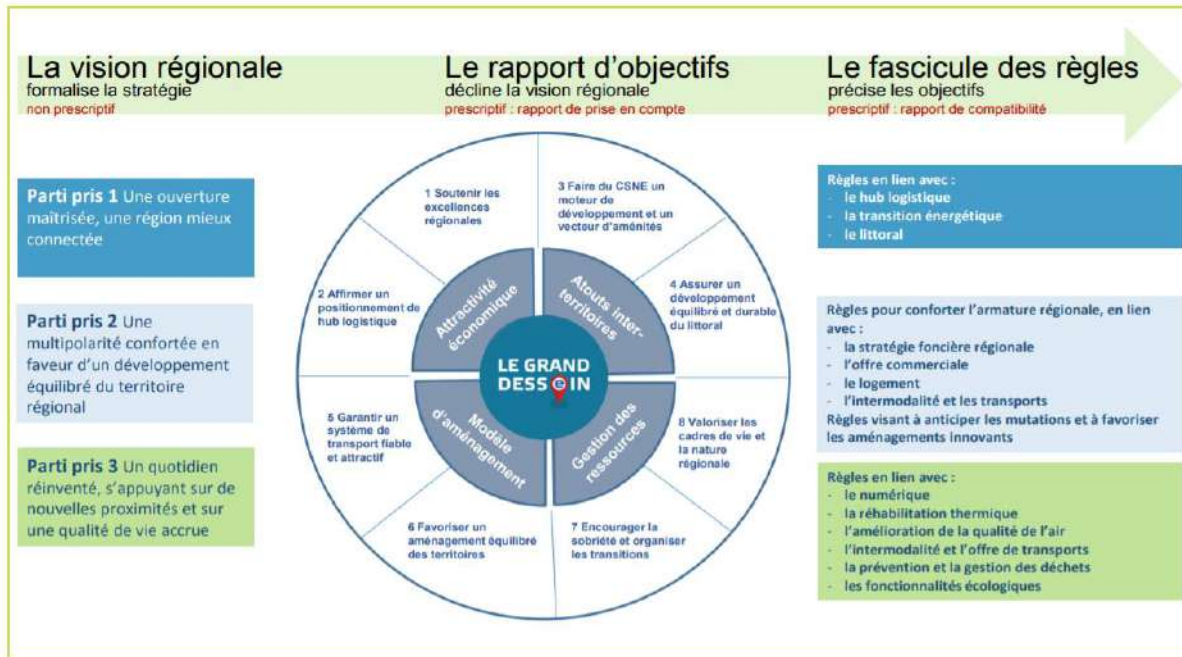 La vision régionale
formalise la stratégie
non prescriptif
Le rapport d'objectifs
décline la vision régionale
prescriptif : rapport de prise en compte
Le fascicule des règles
précise les objectifs
prescriptif : rapport de compatibilité
Parti pris 1 Une ouverture
maîtrisée, une région mieux
connectée
Parti pris 2 Une
multipolarité confortée en
faveur d'un développement
équilibré du territoire
régional
Parti pris 3 Un quotidien
réinventé, s'appuyant sur de
nouvelles proximités et sur
une qualité de vie accrue
1 Soutenir les
excellences
régionales
3 Faire du CSNE un
moteur de
développement et un
vecteur d'aménités
2 Affirmer un
positionnement de
hub logistique
4 Assurer un
développement
équilibré et durable
du littoral
Attractivité
économique
Atouts inter-
territoires
LE GRAND
DESSEIN
Modèle
d'aménagement
Gestion des
ressources
5 Garantir un
système de
transport fiable
et attractif
8 Valoriser les
cadres de vie et
la nature
régionale
6 Favoriser un
aménagement équilibré
des territoires
7 Encourager la
sobriété et organiser
les transitions
Règles en lien avec :
- le hub logistique
- la transition énergétique
- le littoral
Règles pour conforter l'armature régionale, en lien
avec :
- la stratégie foncière régionale
- l'offre commerciale
- le logement
- l'intermodalité et les transports
Règles visant à anticiper les mutations et à favoriser
les aménagements innovants
Règles en lien avec :
- le numérique
- la réhabilitation thermique
- l'amélioration de la qualité de l'air
- l'intermodalité et l'offre de transports
- la prévention et la gestion des déchets
- les fonctionnalités écologiques